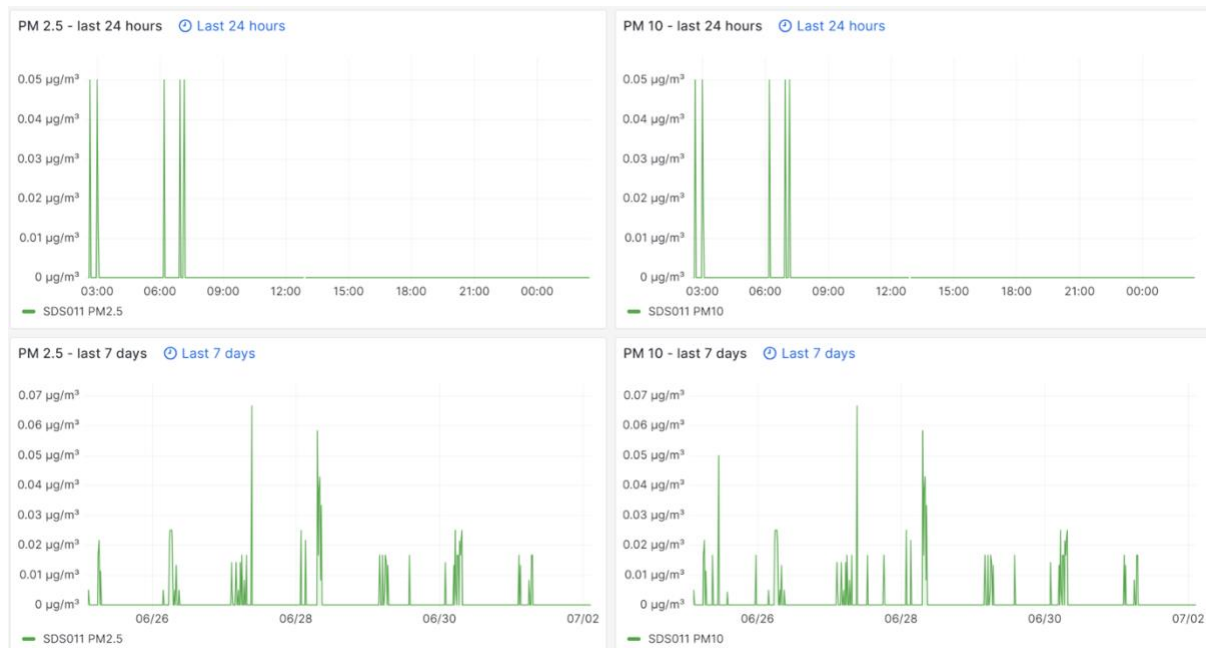 PM 2.5 - last 24 hours Last 24 hours
0.05 µg/m³
0.04 µg/m³
0.03 µg/m³
0.02 µg/m³
0.01 µg/m³
0 µg/m³
03:00 06:00 09:00 12:00 15:00 18:00 21:00 00:00
SDS011 PM2.5
PM 10 - last 24 hours Last 24 hours
0.05 µg/m³
0.04 µg/m³
0.03 µg/m³
0.02 µg/m³
0.01 µg/m³
0 µg/m³
03:00 06:00 09:00 12:00 15:00 18:00 21:00 00:00
SDS011 PM10
PM 2.5 - last 7 days Last 7 days
0.07 µg/m³
0.06 µg/m³
0.05 µg/m³
0.04 µg/m³
0.03 µg/m³
0.02 µg/m³
0.01 µg/m³
0 µg/m³
06/26 06/28 06/30 07/02
SDS011 PM2.5
PM 10 - last 7 days Last 7 days
0.07 µg/m³
0.06 µg/m³
0.05 µg/m³
0.04 µg/m³
0.03 µg/m³
0.02 µg/m³
0.01 µg/m³
0 µg/m³
06/26 06/28 06/30 07/02
SDS011 PM10